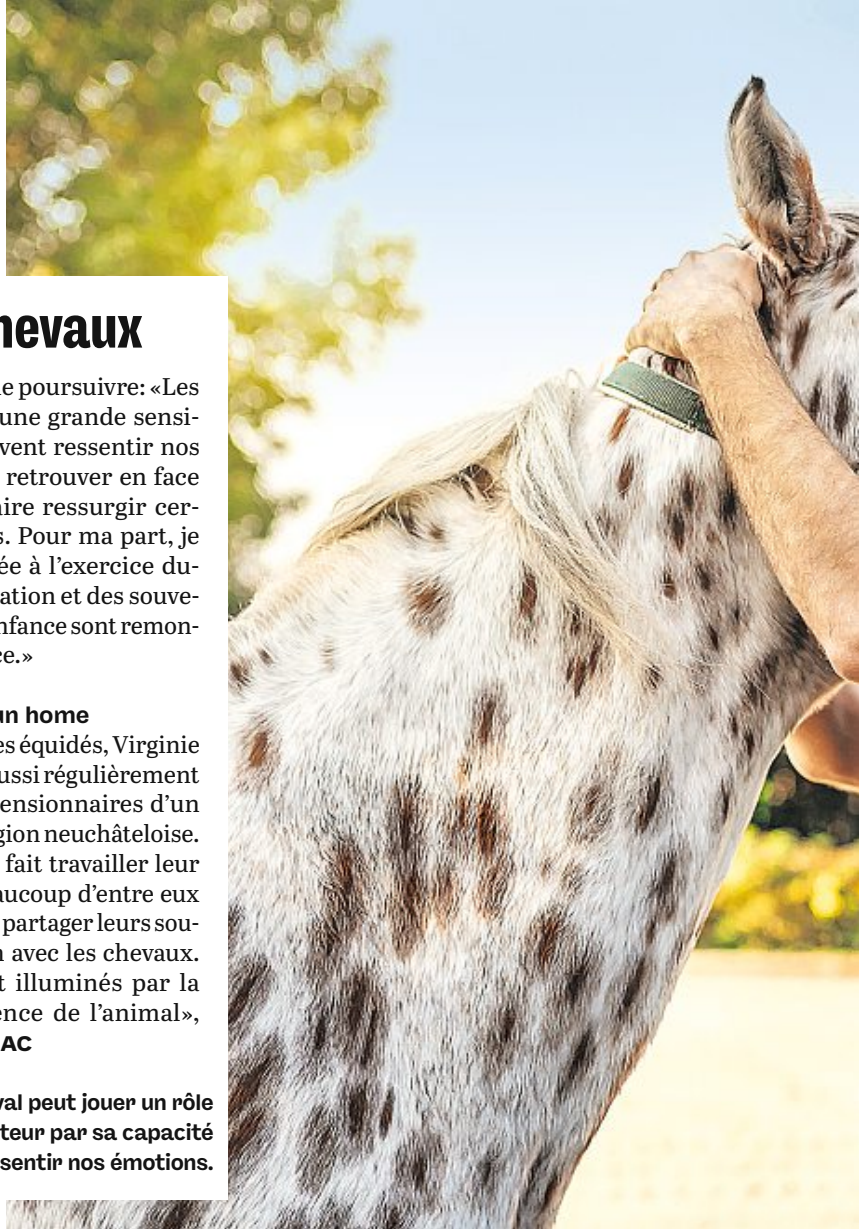 hevaux
e poursuivre: «Les
une grande sensi-
vent ressentir nos
retrouver en face
ire ressurgir cer-
s. Pour ma part, je
ée à l’exercice du-
ation et des souve-
nfance sont remon-
ce.»
un home
es équidés, Virginie
ussi régulièrement
ensionnaires d’un
gion neuchâteloise.
fait travailler leur
aucoup d’entre eux
partager leurs sou-
n avec les chevaux.
t illuminés par la
ence de l’animal»,
AC
val peut jouer un rôle
teur par sa capacité
sentir nos émotions.